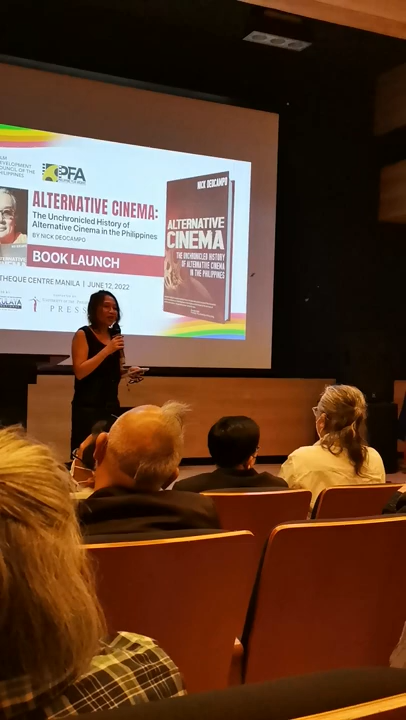 DEVELOPMENT
COUNCIL OF THE
PHILIPPINES
PFA
ALTERNATIVE CINEMA:
The Unchronicled History of
Alternative Cinema in the Philippines
BY NICK DEOCAMPO
BOOK LAUNCH
THEQUE CENTRE MANILA | JUNE 12, 2022
PRESS
NICK DEOCAMPO
ALTERNATIVE
CINEMA
THE UNCHRONICLED HISTORY
OF ALTERNATIVE CINEMA
IN THE PHILIPPINES